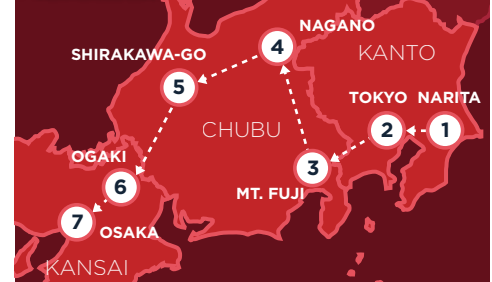 NAGANO
4
KANTO
SHIRAKAWA-GO
5
TOKYO NARITA
CHUBU
2
1
OGAKI
3
6
MT. FUJI
7
OSAKA
KANSAI